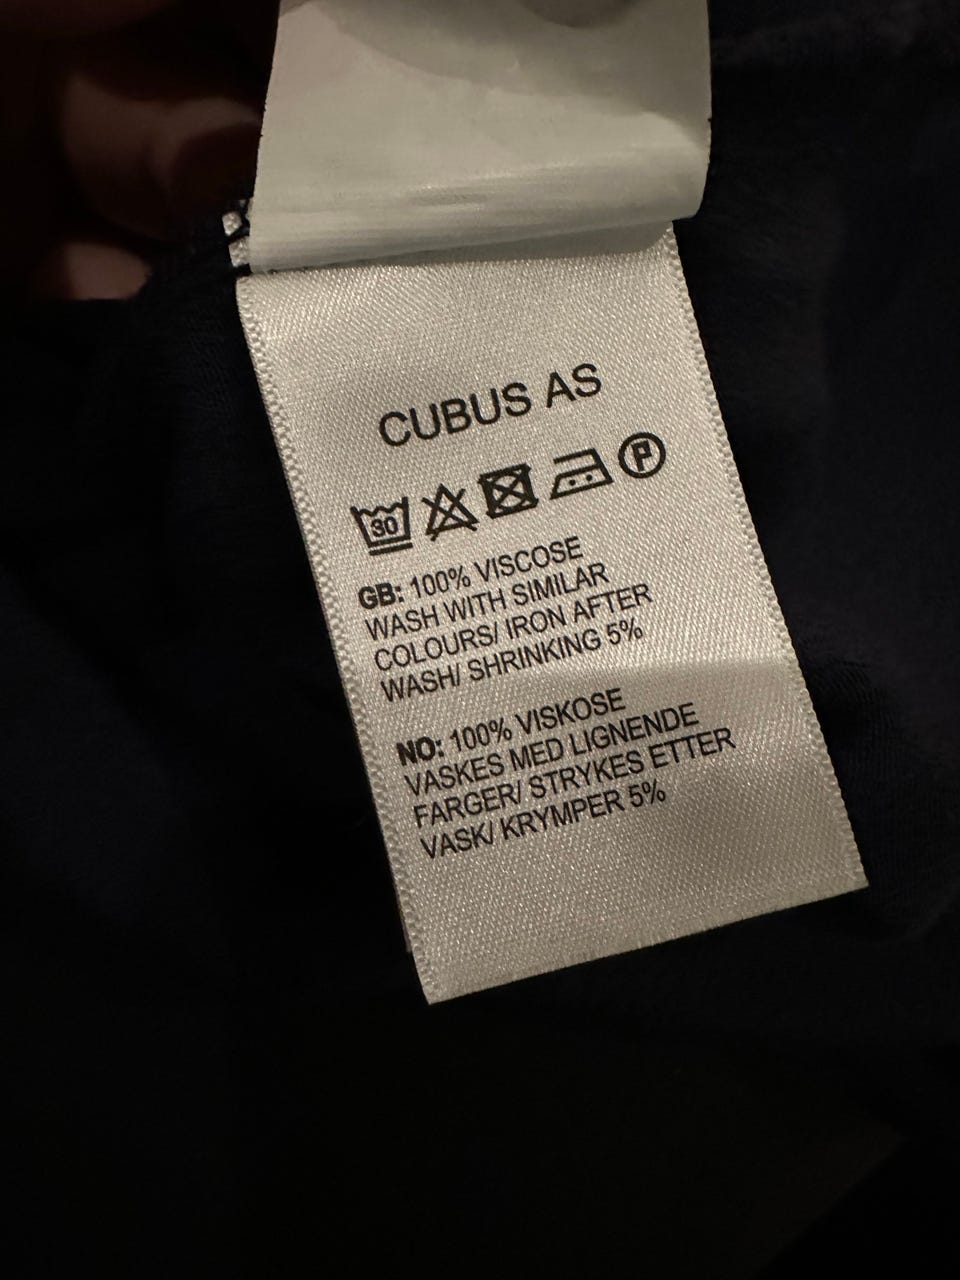 CUBUS AS
30 P
GB: 100% VISCOSE
WASH WITH SIMILAR
COLOURS/ IRON AFTER
WASH/ SHRINKING 5%
NO: 100% VISKOSE
VASKES MED LIGNENDE
FARGER/ STRYKES ETTER
VASK/ KRYMPER 5%